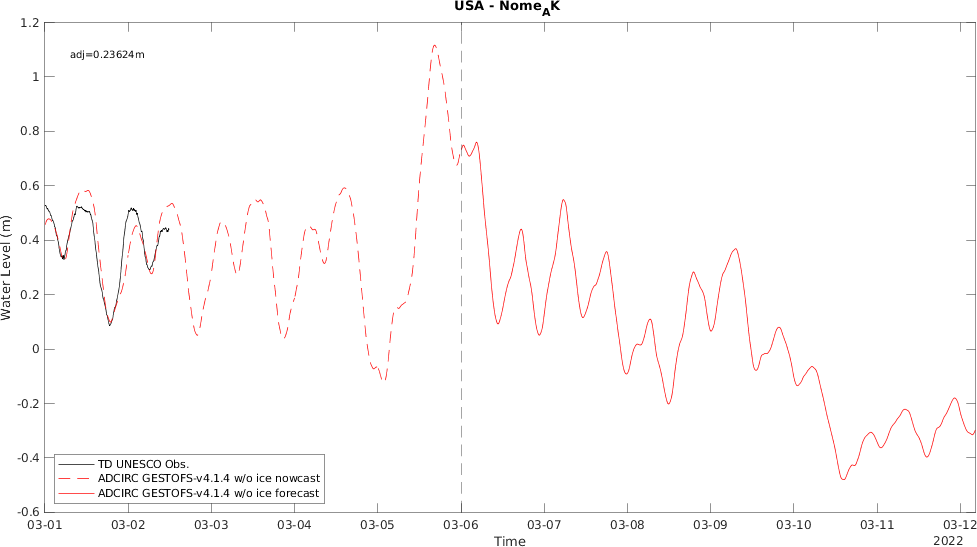 USA - Nome_AK
1.2
adj=0.23624m
1
0.8
0.6
0.4
0.2
0
-0.2
-0.4
-0.6
Water Level (m)
TD UNESCO Obs.
ADCIRC GESTOFS-v4.1.4 w/o ice nowcast
ADCIRC GESTOFS-v4.1.4 w/o ice forecast
03-01 03-02 03-03 03-04 03-05 03-06 03-07 03-08 03-09 03-10 03-11 03-12
Time
2022